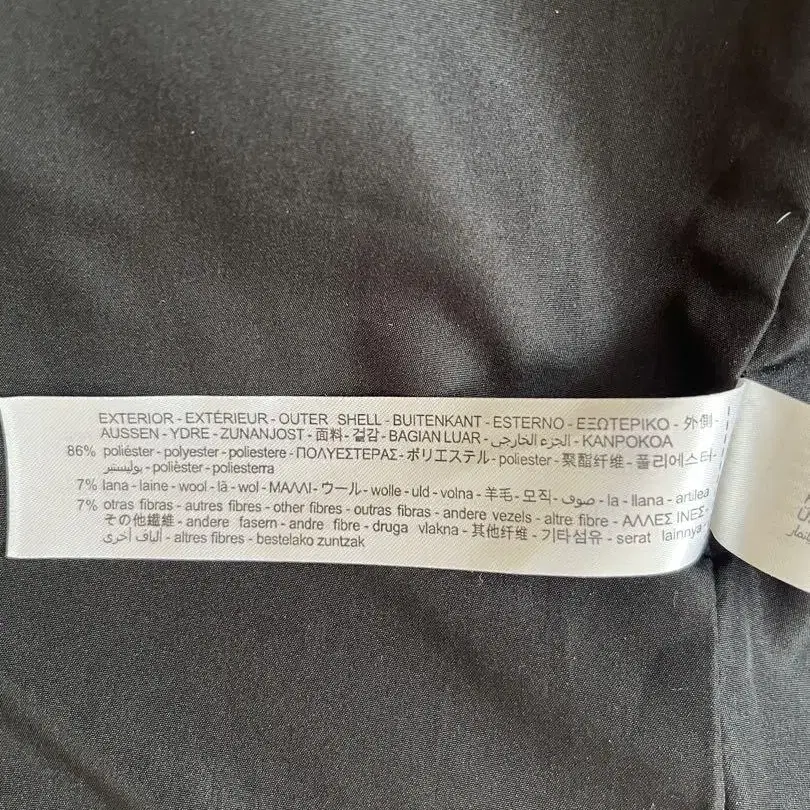 EXTERIOR - EXTÉRIEUR - OUTER SHELL - BUITENKANT - ESTERNO - ΕΞΩΤΕΡΙΚΟ - 外側 -
AUSSEN - YDRE - ZUNANJOST - 面料 - 겉감 - BAGIAN LUAR - الجزء الخارجي - KANPOKOA
86% poliéster - polyester - poliestere - ΠΟΛΥΕΣΤΕΡΑΣ - ポリエステル - poliester - 聚酯纤维 - 폴리에스터 -
بوليستير - polièster - poliesterra
7% lana - laine - wool - lã - wol - ΜΑΛΛΙ - ウール - wolle - uld - volna - 羊毛 - 모직 - صوف - la - llana - artilea
7% otras fibras - autres fibres - other fibres - outras fibras - andere vezels - altre fibre - ΑΛΛΕΣ ΙΝΕΣ -
その他繊維 - andere fasern - andre fibre - druga vlakna - 其他纤维 - 기타섬유 - serat lainnya -
ألياف أخرى - altres fibres - bestelako zuntzak